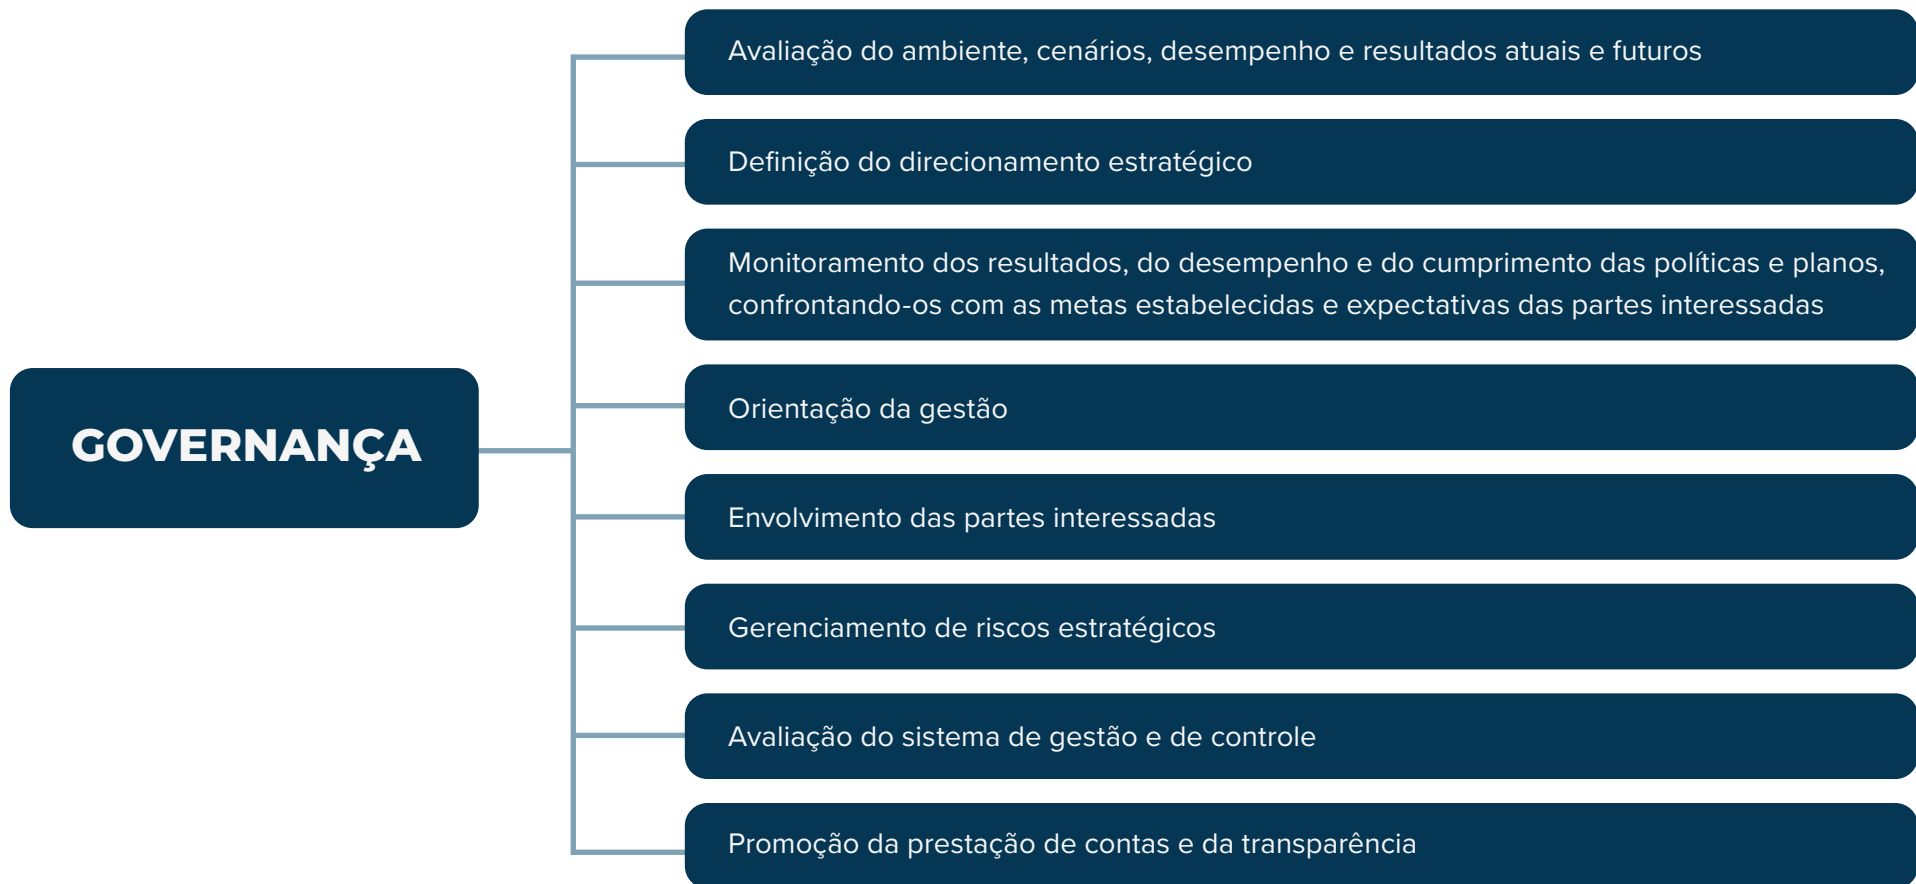 Avaliação do ambiente, cenários, desempenho e resultados atuais e futuros
Definição do direcionamento estratégico
Monitoramento dos resultados, do desempenho e do cumprimento das políticas e planos,
confrontando-os com as metas estabelecidas e expectativas das partes interessadas
Orientação da gestão
GOVERNANÇA
Envolvimento das partes interessadas
Gerenciamento de riscos estratégicos
Avaliação do sistema de gestão e de controle
Promoção da prestação de contas e da transparência